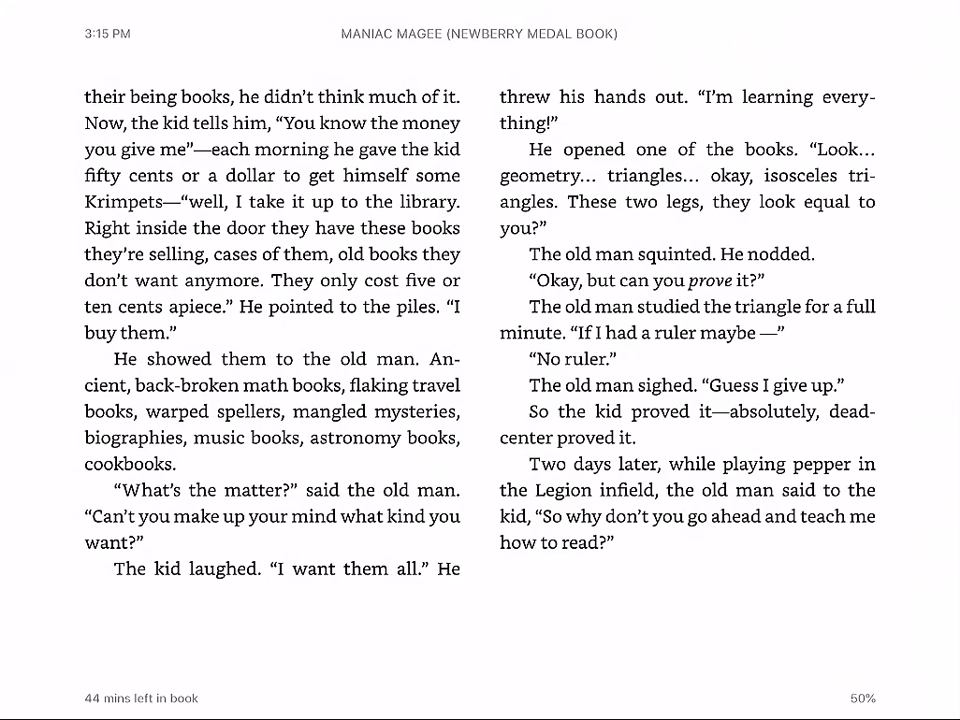 3:15 PM
MANIAC MAGEE (NEWBERRY MEDAL BOOK)
their being books, he didn’t think much of it.
Now, the kid tells him, “You know the money
you give me”—each morning he gave the kid
fifty cents or a dollar to get himself some
Krimpets—“well, I take it up to the library.
Right inside the door they have these books
they’re selling, cases of them, old books they
don’t want anymore. They only cost five or
ten cents apiece.” He pointed to the piles. “I
buy them.”
He showed them to the old man. An-
cient, back-broken math books, flaking travel
books, warped spellers, mangled mysteries,
biographies, music books, astronomy books,
cookbooks.
“What’s the matter?” said the old man.
“Can’t you make up your mind what kind you
want?”
The kid laughed. “I want them all.” He
threw his hands out. “I’m learning every-
thing!”
He opened one of the books. “Look...
geometry... triangles... okay, isosceles tri-
angles. These two legs, they look equal to
you?”
The old man squinted. He nodded.
“Okay, but can you prove it?”
The old man studied the triangle for a full
minute. “If I had a ruler maybe —”
“No ruler.”
The old man sighed. “Guess I give up.”
So the kid proved it—absolutely, dead-
center proved it.
Two days later, while playing pepper in
the Legion infield, the old man said to the
kid, “So why don’t you go ahead and teach me
how to read?”
44 mins left in book
50%